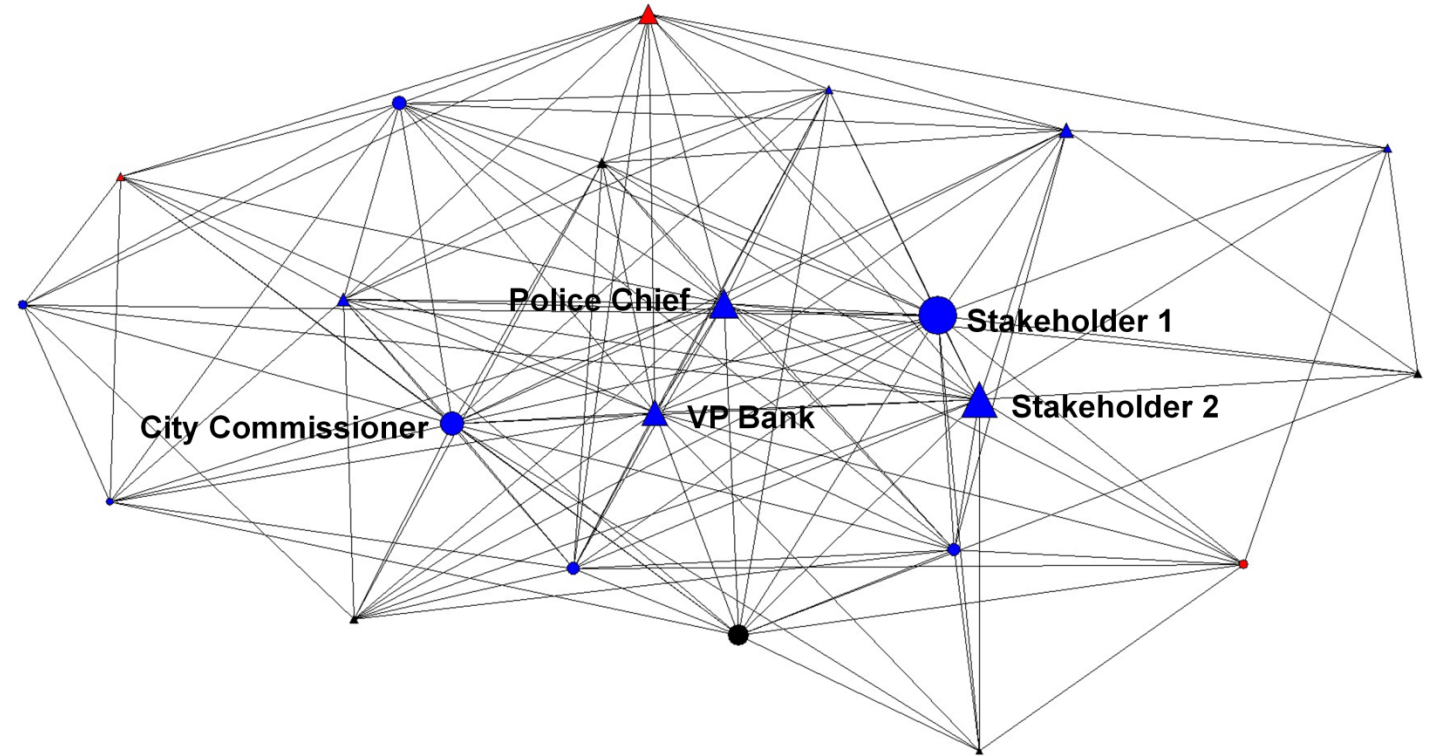 Police Chief
Stakeholder 1
City Commissioner
VP Bank
Stakeholder 2